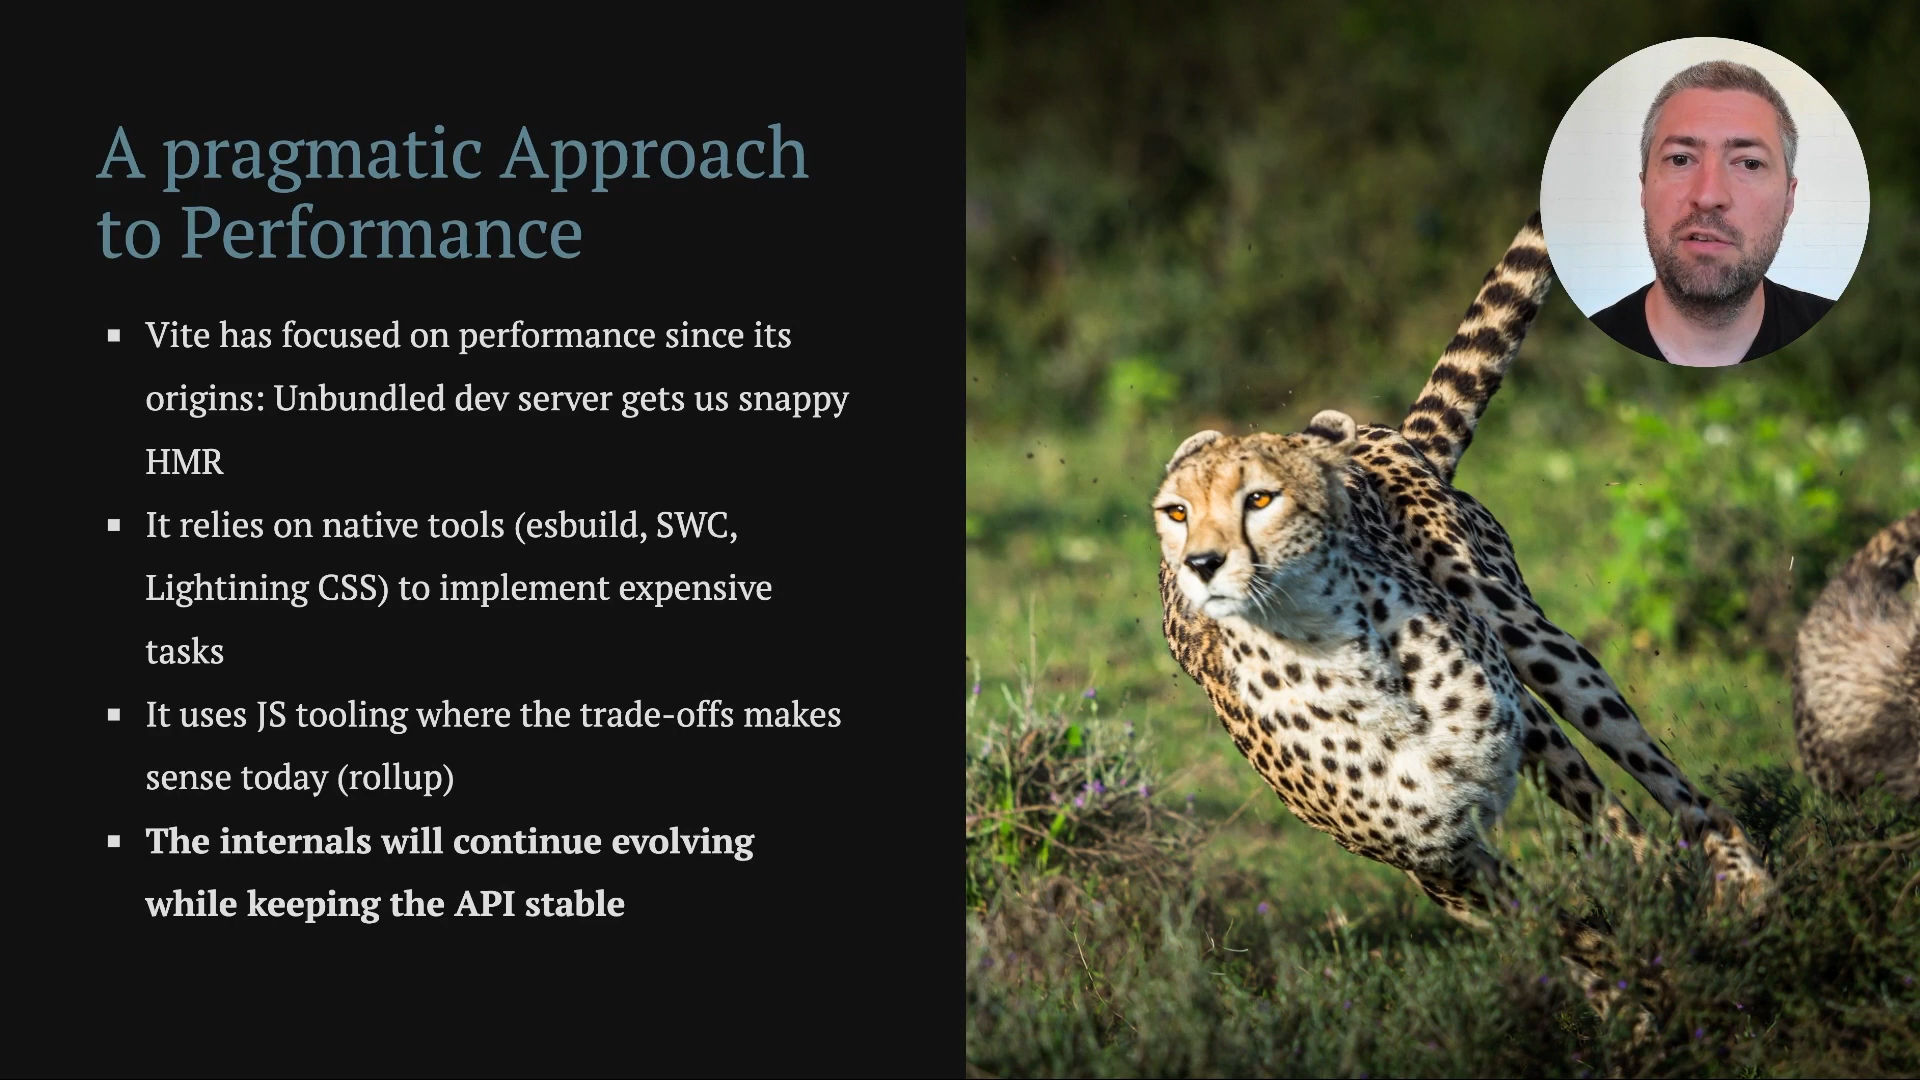 A pragmatic Approach
to Performance
▪ Vite has focused on performance since its
origins: Unbundled dev server gets us snappy
HMR
▪ It relies on native tools (esbuild, SWC,
Lightining CSS) to implement expensive
tasks
▪ It uses JS tooling where the trade-offs makes
sense today (rollup)
▪ The internals will continue evolving
while keeping the API stable